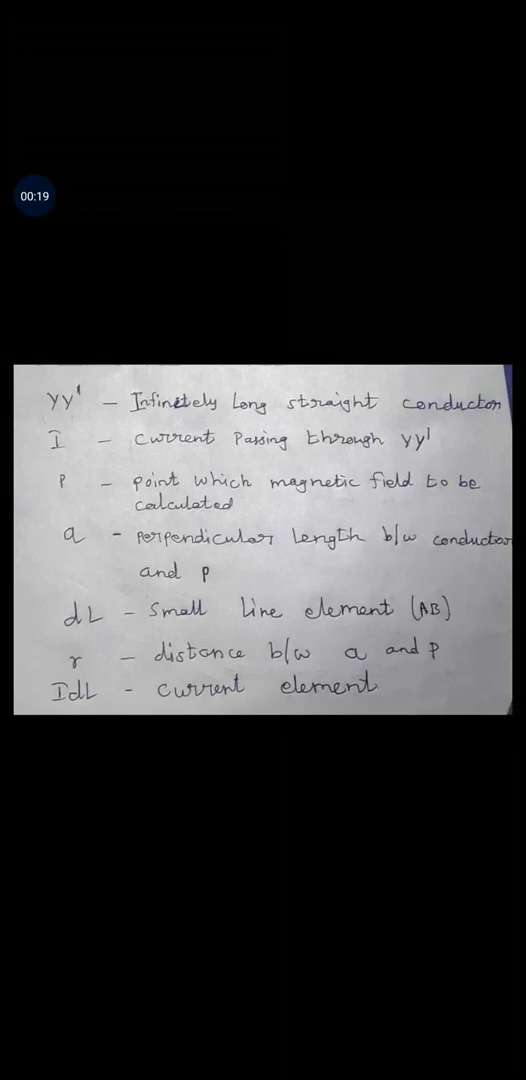 00:19
YY' – Infinitely Long straight conductor
I – current Passing through YY'
P – point which magnetic field to be
calculated
a – Perpendicular Length b/w conductor
and P
dL – Small line element (AB)
r – distance b/w a and P
IdL – current element